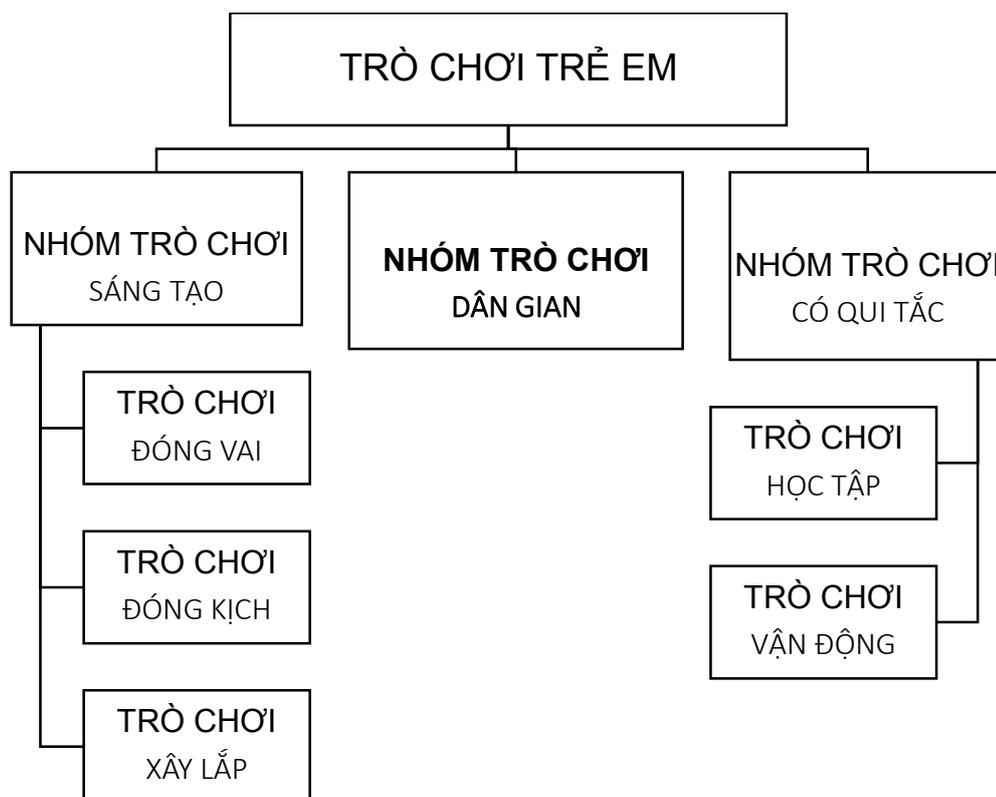 TRÒ CHƠI TRẺ EM
NHÓM TRÒ CHƠI
SÁNG TẠO
NHÓM TRÒ CHƠI
DÂN GIAN
NHÓM TRÒ CHƠI
CÓ QUI TẮC
TRÒ CHƠI
ĐÓNG VAI
TRÒ CHƠI
ĐÓNG KỊCH
TRÒ CHƠI
XÂY LẮP
TRÒ CHƠI
HỌC TẬP
TRÒ CHƠI
VẬN ĐỘNG